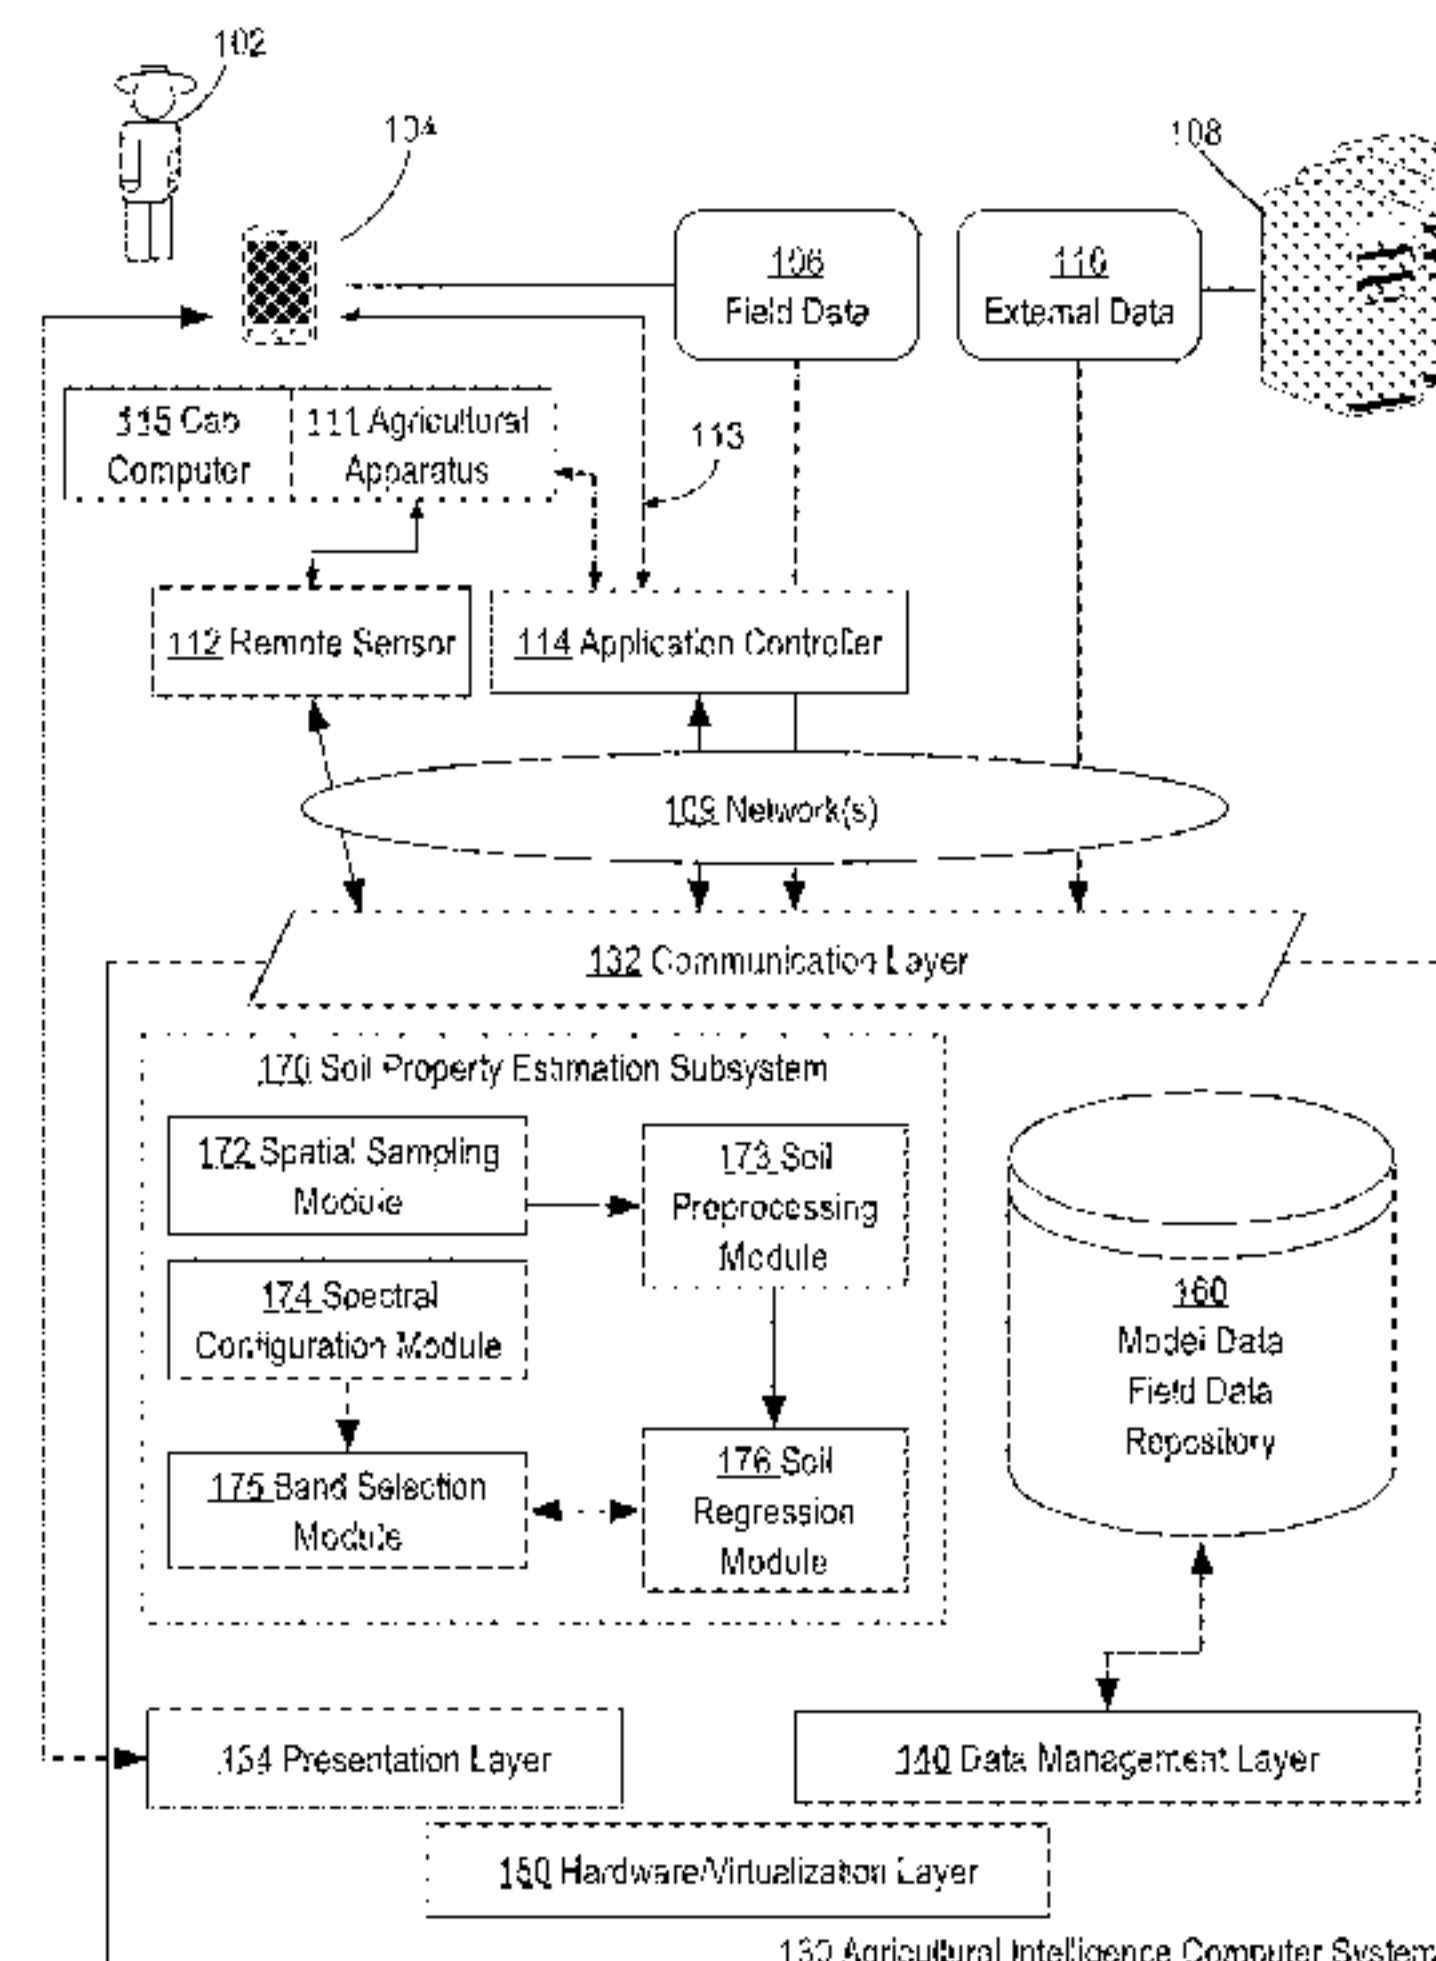 102
104
108
106
Field Data
110
External Data
115 Cab
Computer
111 Agricultural
Apparatus
113
112 Remote Sensor
114 Application Controller
109 Network(s)
132 Communication Layer
170 Soil Property Estimation Subsystem
172 Spatial Sampling
Module
173 Soil
Preprocessing
Module
174 Spectral
Configuration Module
175 Band Selection
Module
176 Soil
Regression
Module
160
Model Data
Field Data
Repository
134 Presentation Layer
140 Data Management Layer
150 Hardware/Virtualization Layer
130 Agricultural Intelligence Computer System